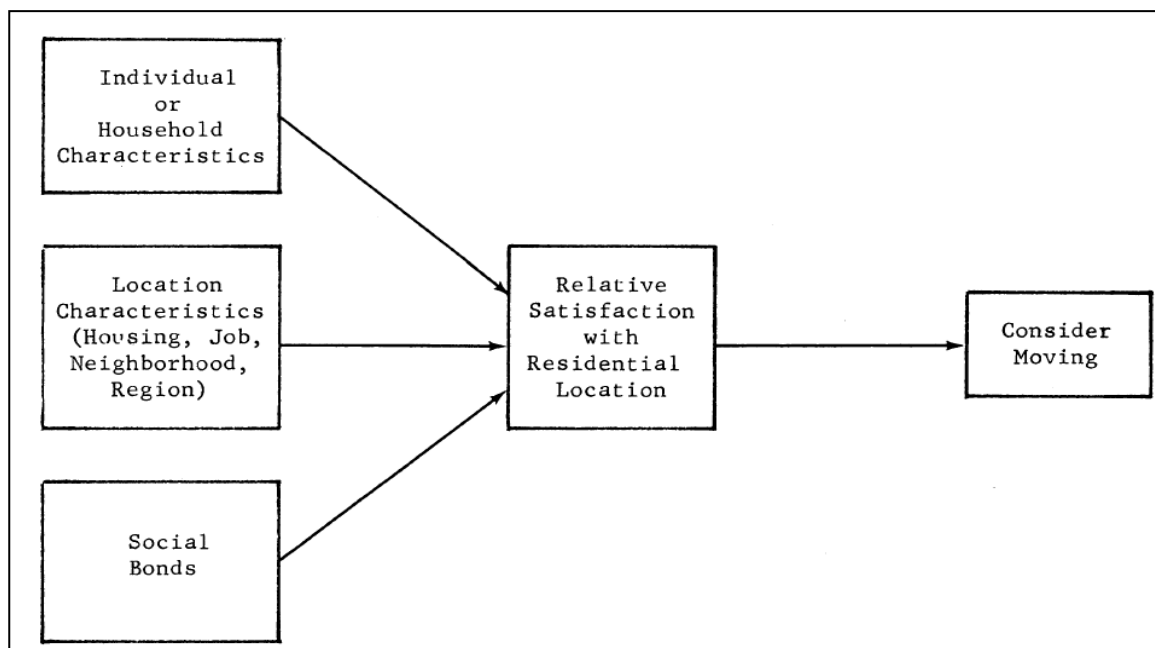 Individual
or
Household
Characteristics
Location
Characteristics
(Housing, Job,
Neighborhood,
Region)
Social
Bonds
Relative
Satisfaction
with
Residential
Location
Consider
Moving